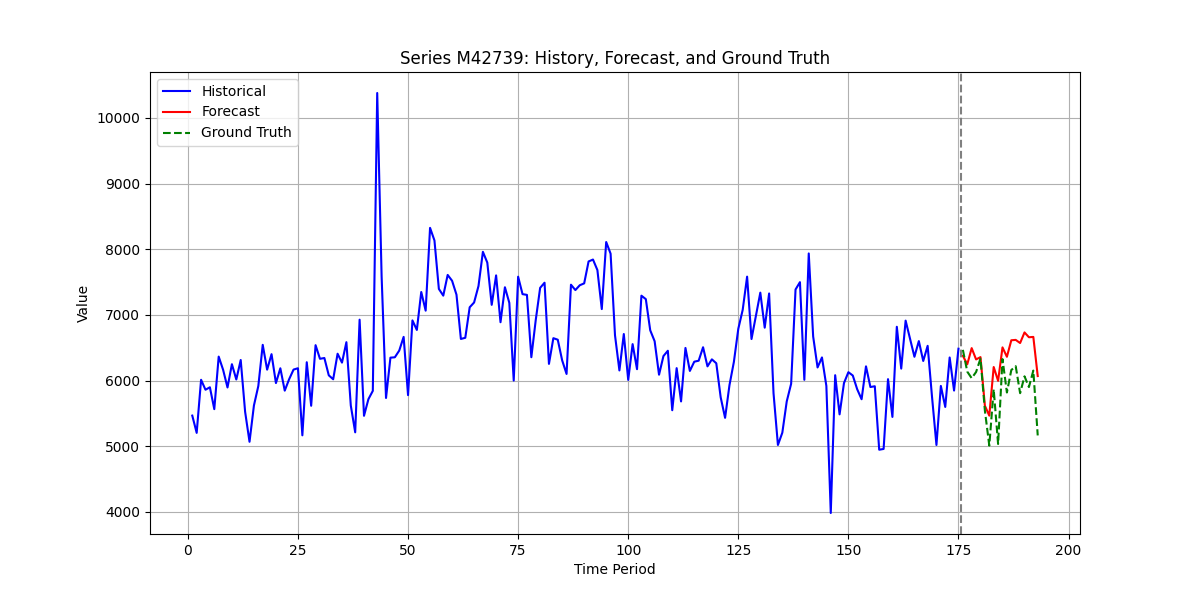 Series M42739: History, Forecast, and Ground Truth
Historical
Forecast
Ground Truth
10000
9000
8000
7000
6000
5000
4000
Value
0 25 50 75 100 125 150 175 200
Time Period